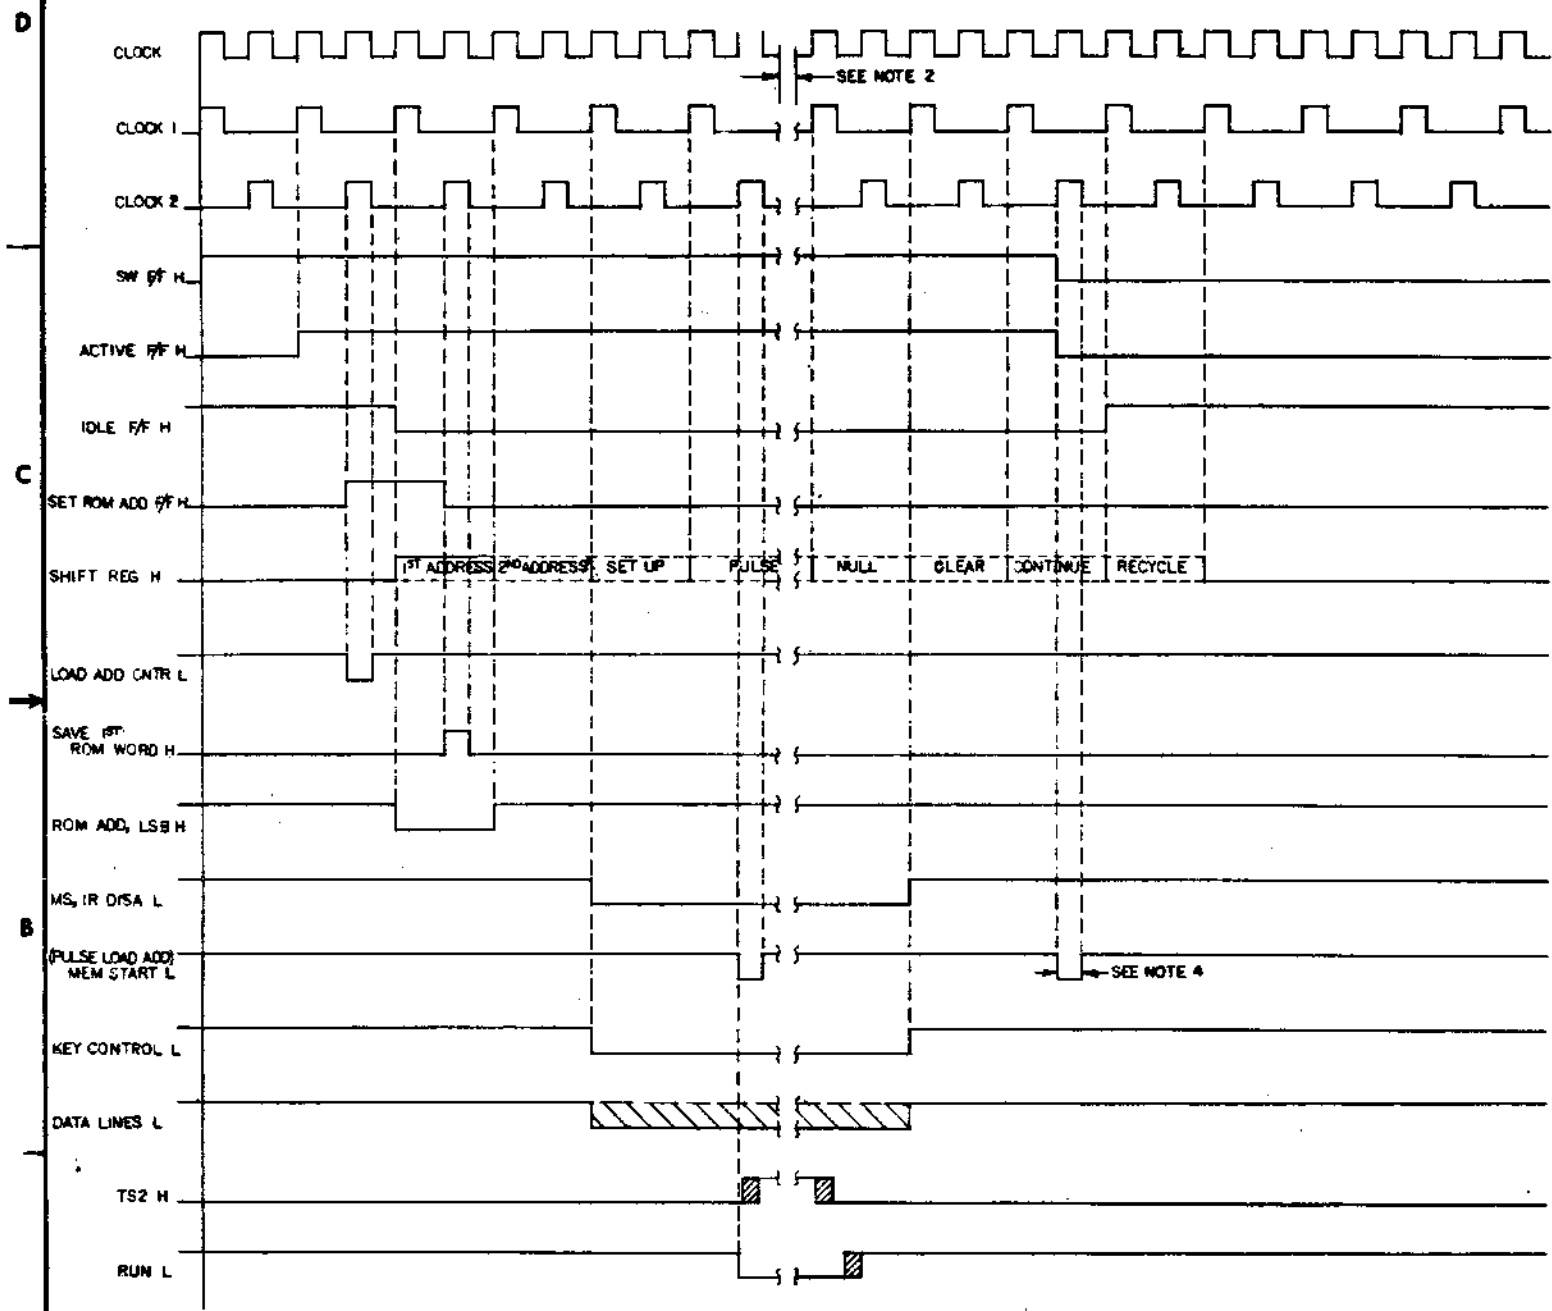 D
CLOCK
SEE NOTE 2
CLOCK 1
CLOCK 2
SW F/F H
ACTIVE F/F H
IDLE F/F H
C
SET ROM ADD F/F H
SHIFT REG H
1ST ADDRESS 2ND ADDRESS SET UP PULSE NULL CLEAR CONTINUE RECYCLE
LOAD ADD CNTR L
SAVE 1ST
ROM WORD H
ROM ADD, LSB H
MS, IR DISA L
B
(PULSE LOAD ADD)
MEM START L
SEE NOTE 4
KEY CONTROL L
DATA LINES L
TS2 H
RUN L